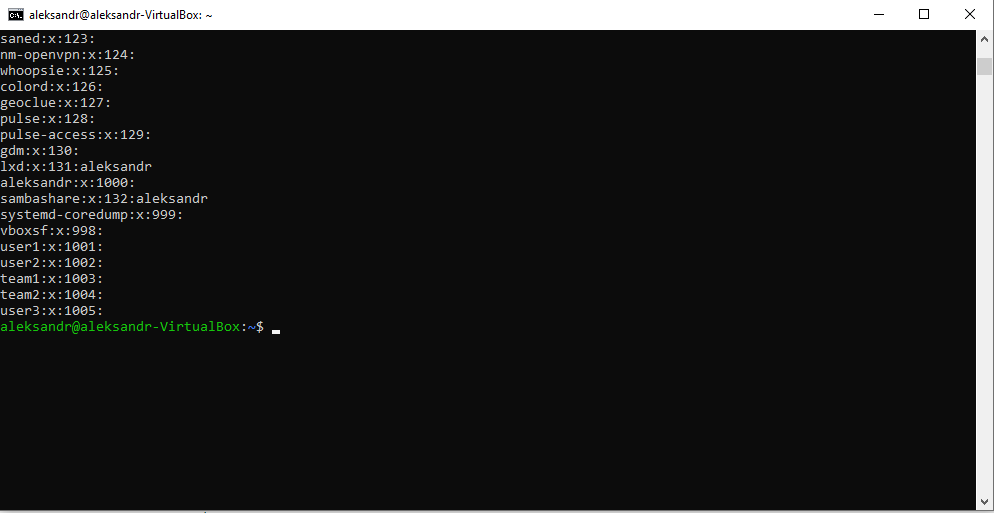 aleksandr@aleksandr-VirtualBox: ~
saned:x:123:
nm-openvpn:x:124:
whoopsie:x:125:
colord:x:126:
geoclue:x:127:
pulse:x:128:
pulse-access:x:129:
gdm:x:130:
lxd:x:131:aleksandr
aleksandr:x:1000:
sambashare:x:132:aleksandr
systemd-coredump:x:999:
vboxsf:x:998:
user1:x:1001:
user2:x:1002:
team1:x:1003:
team2:x:1004:
user3:x:1005:
aleksandr@aleksandr-VirtualBox:~$